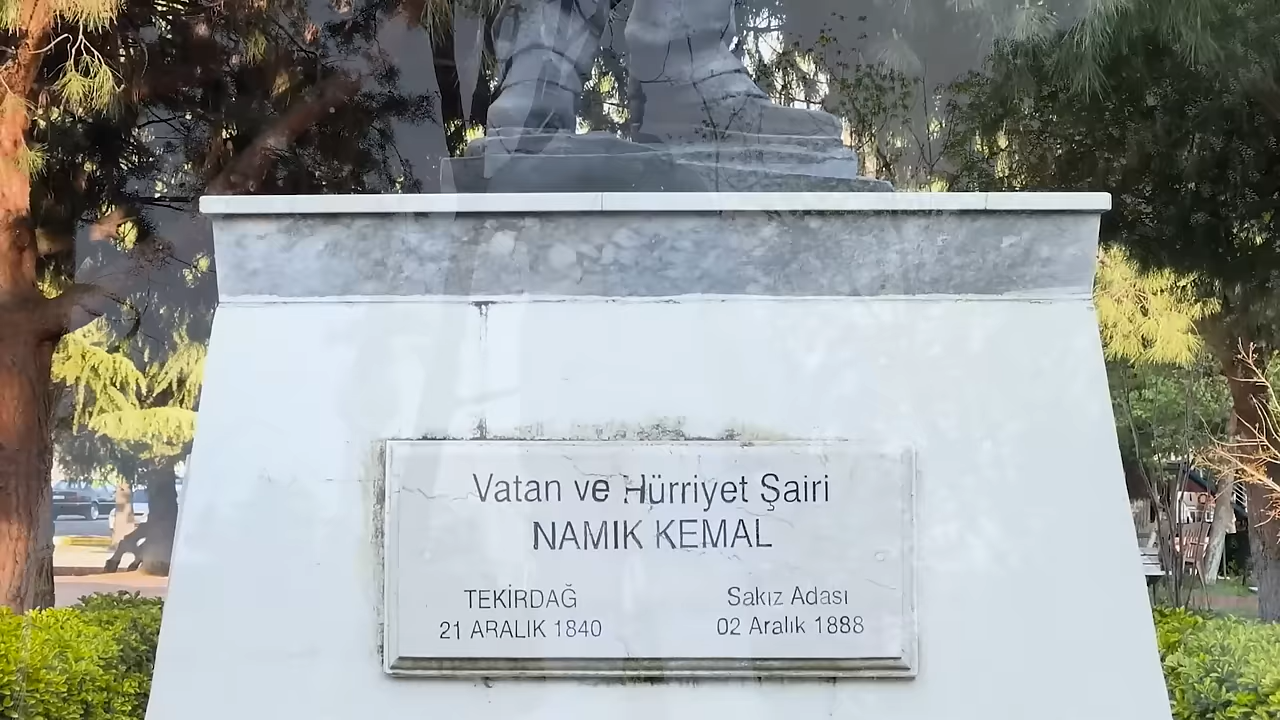 Vatan ve Hürriyet Şairi
NAMIK KEMAL
TEKİRDAĞ
21 ARALIK 1840
Sakız Adası
02 Aralık 1888